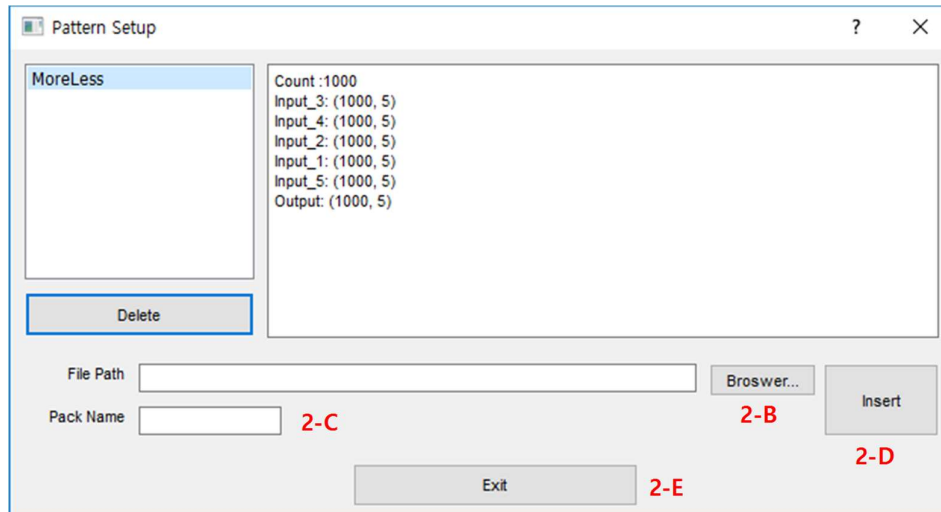 Pattern Setup
?
MoreLess
Count :1000
Input_3: (1000, 5)
Input_4: (1000, 5)
Input_2: (1000, 5)
Input_1: (1000, 5)
Input_5: (1000, 5)
Output: (1000, 5)
Delete
File Path
Broswer...
Insert
Pack Name
2-C
2-B
2-D
Exit
2-E